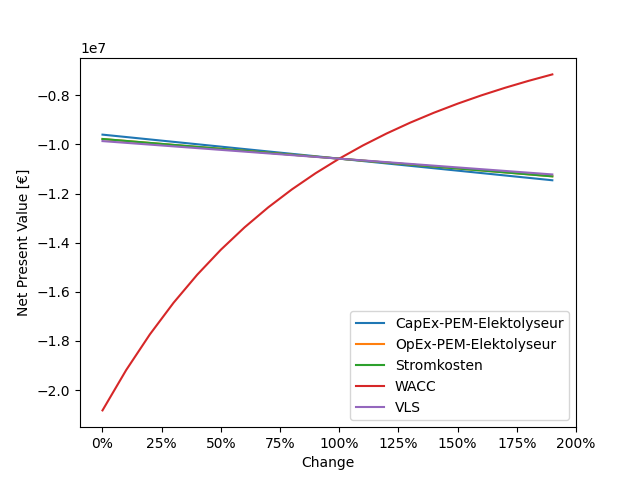 1e7
−0.8
−1.0
−1.2
−1.4
−1.6
−1.8
−2.0
Net Present Value [€]
0%
25%
50%
75%
100%
125%
150%
175%
200%
Change
CapEx-PEM-Elektolyseur
OpEx-PEM-Elektolyseur
Stromkosten
WACC
VLS